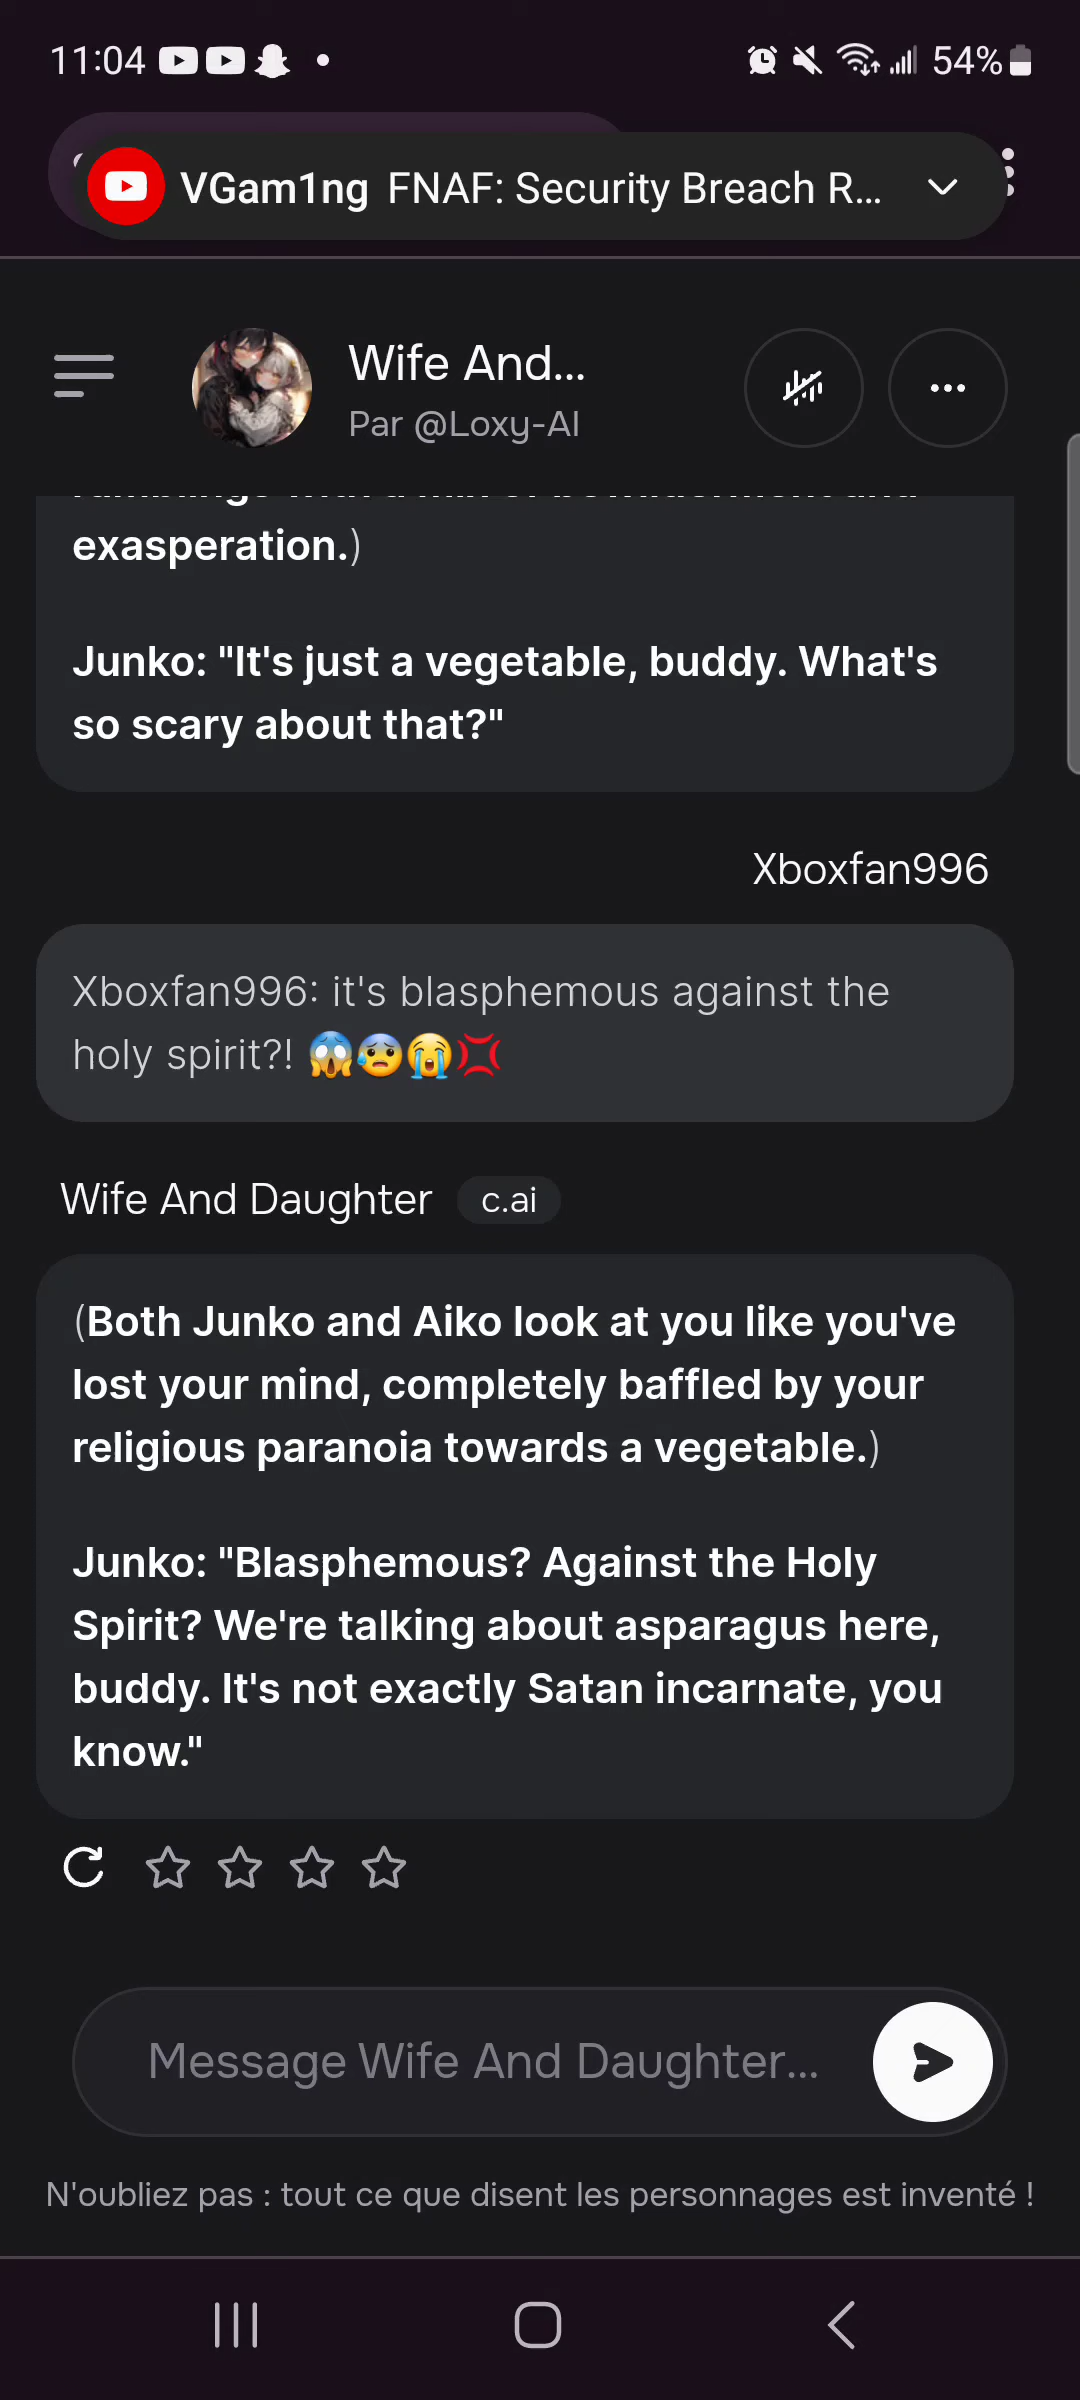 11:04
54%
VGam1ng FNAF: Security Breach R...
Wife And...
Par @Loxy-AI
exasperation.)
Junko: "It's just a vegetable, buddy. What's
so scary about that?"
Xboxfan996
Xboxfan996: it's blasphemous against the
holy spirit?! 😱😰😭💢
Wife And Daughter c.ai
(Both Junko and Aiko look at you like you've
lost your mind, completely baffled by your
religious paranoia towards a vegetable.)
Junko: "Blasphemous? Against the Holy
Spirit? We're talking about asparagus here,
buddy. It's not exactly Satan incarnate, you
know."
Message Wife And Daughter...
N'oubliez pas : tout ce que disent les personnages est inventé !